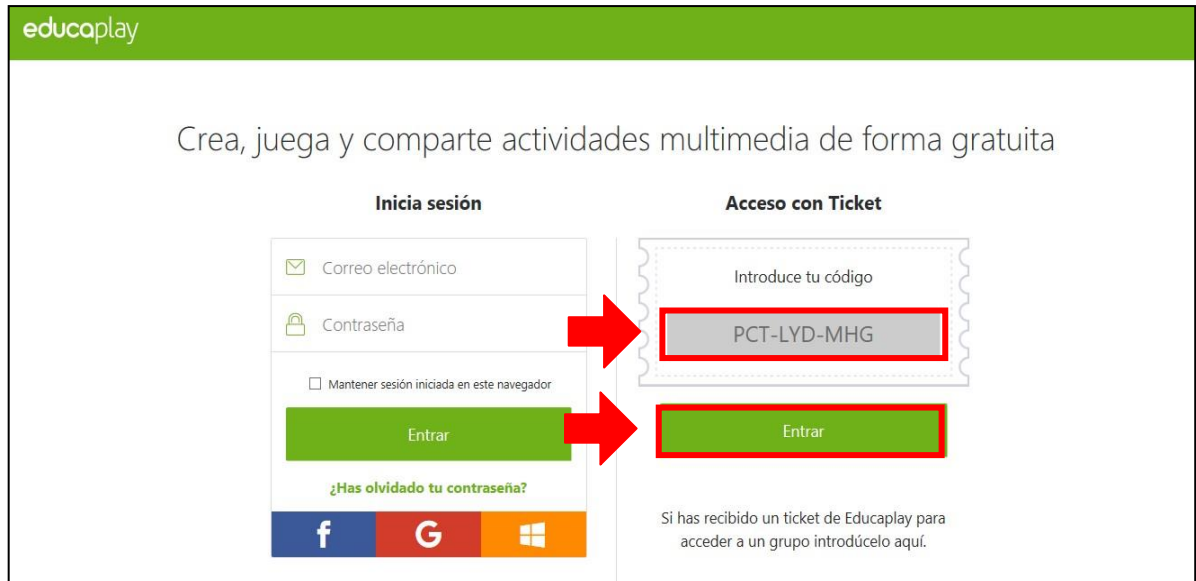 educaplay
Crea, juega y comparte actividades multimedia de forma gratuita
Inicia sesión
Correo electrónico
Contraseña
Mantener sesión iniciada en este navegador
Entrar
¿Has olvidado tu contraseña?
f G
Acceso con Ticket
Introduce tu código
PCT-LYD-MHG
Entrar
Si has recibido un ticket de Educaplay para
acceder a un grupo introdúcelo aquí.